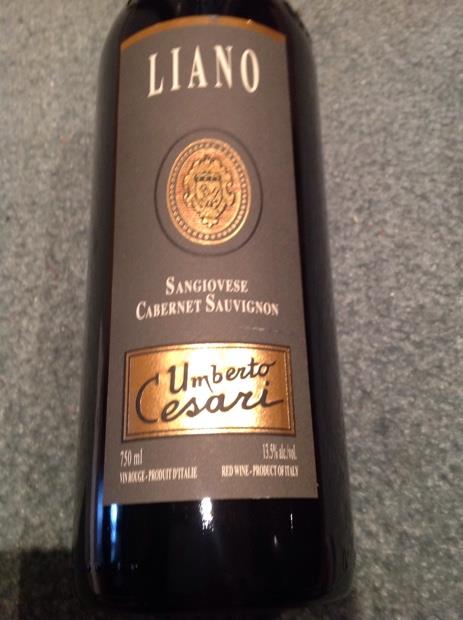 LIANO
SANGIOVESE
CABERNET SAUVIGNON
Umberto
Cesari
750 ml 13.5% alc./vol.
VIN ROUGE - PRODUIT D'ITALIE RED WINE - PRODUCT OF ITALY